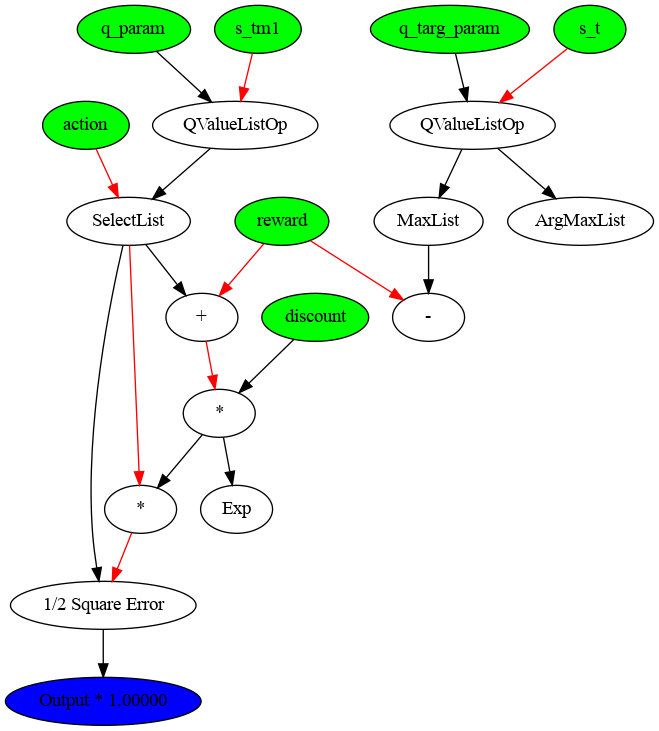 q_param
s_tm1
q_targ_param
s_t
action
QValueListOp
QValueListOp
SelectList
reward
MaxList
ArgMaxList
+
discount
-
*
*
Exp
1/2 Square Error
Output * 1.00000